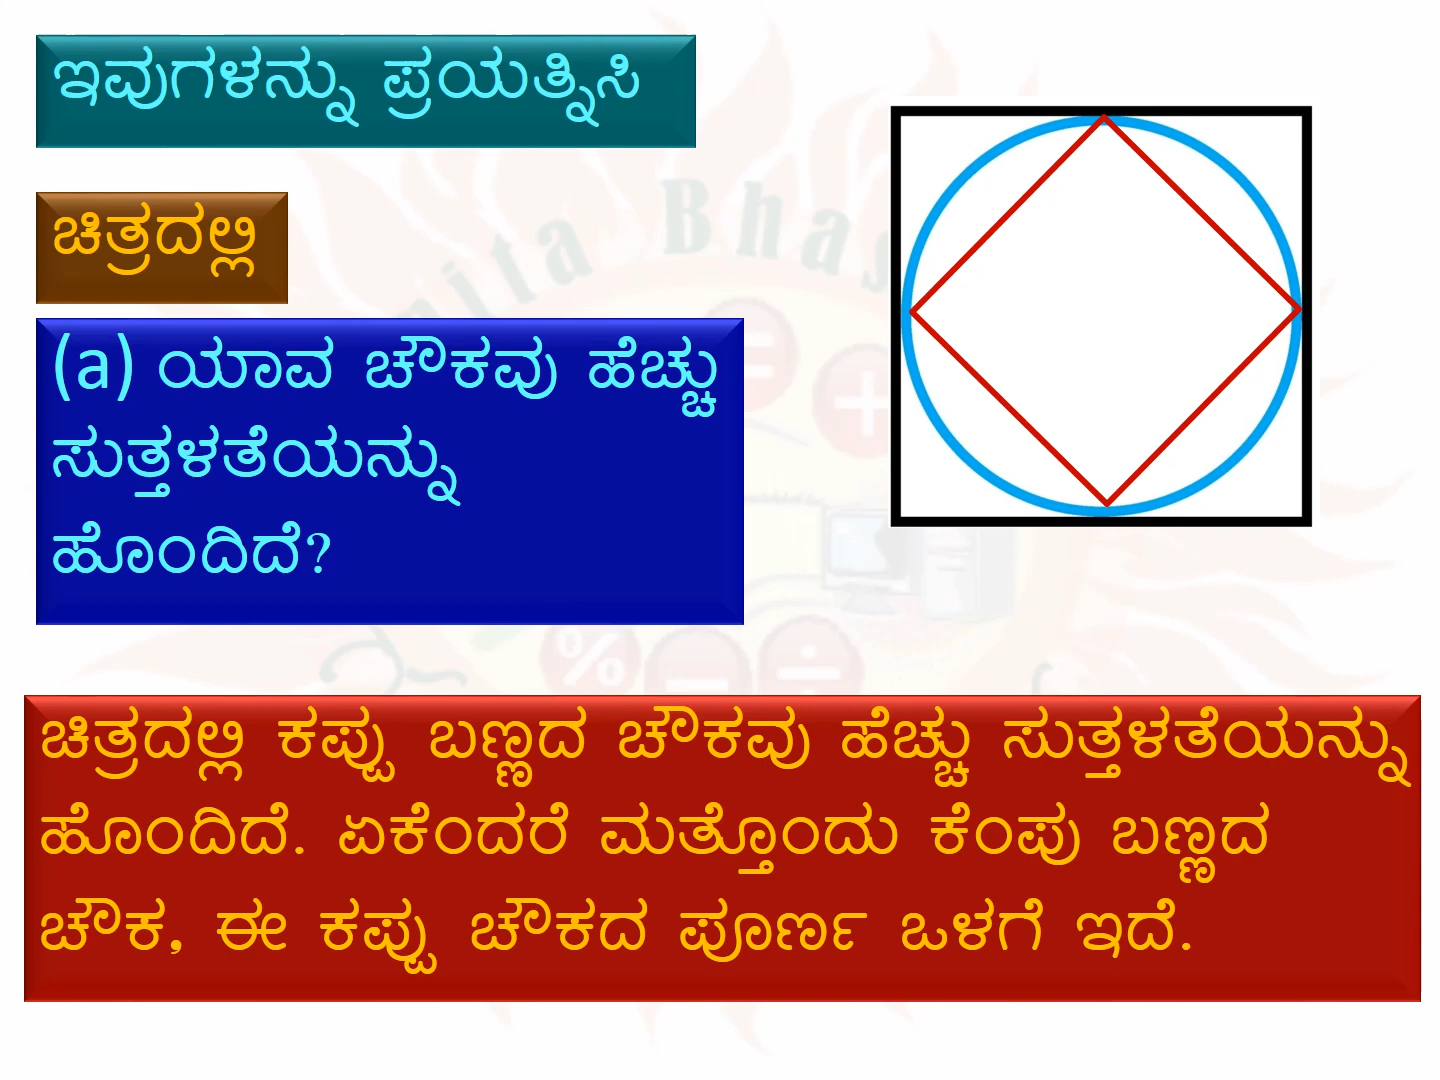 ಇವುಗಳನ್ನು ಪ್ರಯತ್ನಿಸಿ
ಚಿತ್ರದಲ್ಲಿ
(a) ಯಾವ ಚೌಕವು ಹೆಚ್ಚು
ಸುತ್ತಳತೆಯನ್ನು
ಹೊಂದಿದೆ?
ಚಿತ್ರದಲ್ಲಿ ಕಪ್ಪು ಬಣ್ಣದ ಚೌಕವು ಹೆಚ್ಚು ಸುತ್ತಳತೆಯನ್ನು
ಹೊಂದಿದೆ. ಏಕೆಂದರೆ ಮತ್ತೊಂದು ಕೆಂಪು ಬಣ್ಣದ
ಚೌಕ, ಈ ಕಪ್ಪು ಚೌಕದ ಪೂರ್ಣ ಒಳಗೆ ಇದೆ.